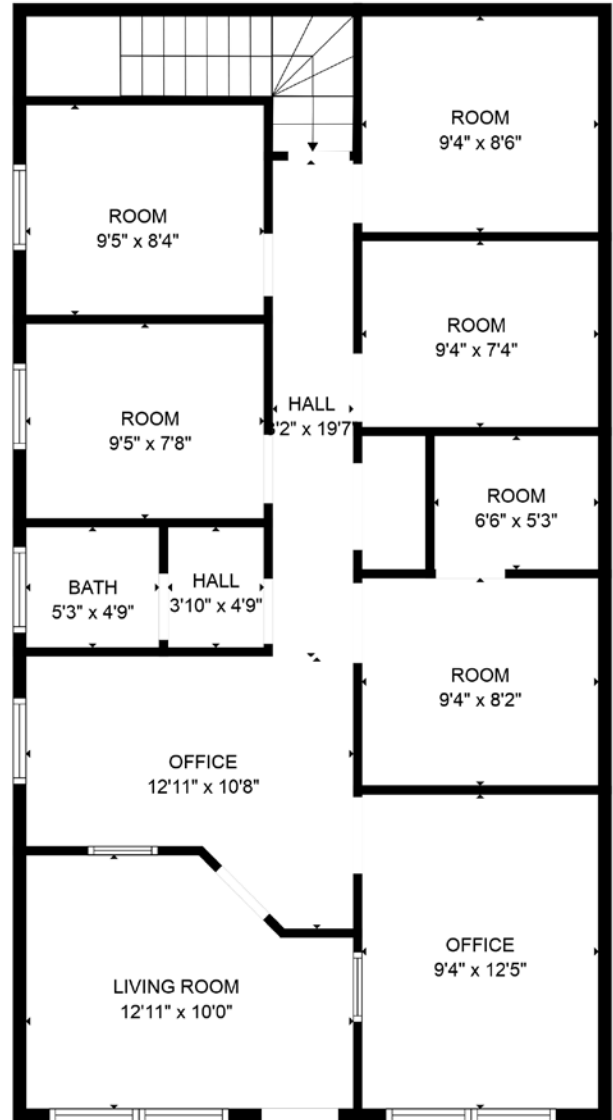 ROOM
9'4" x 8'6"
ROOM
9'5" x 8'4"
ROOM
9'4" x 7'4"
ROOM
9'5" x 7'8"
HALL
'2" x 19'7"
ROOM
6'6" x 5'3"
BATH
5'3" x 4'9"
HALL
3'10" x 4'9"
ROOM
9'4" x 8'2"
OFFICE
12'11" x 10'8"
OFFICE
9'4" x 12'5"
LIVING ROOM
12'11" x 10'0"